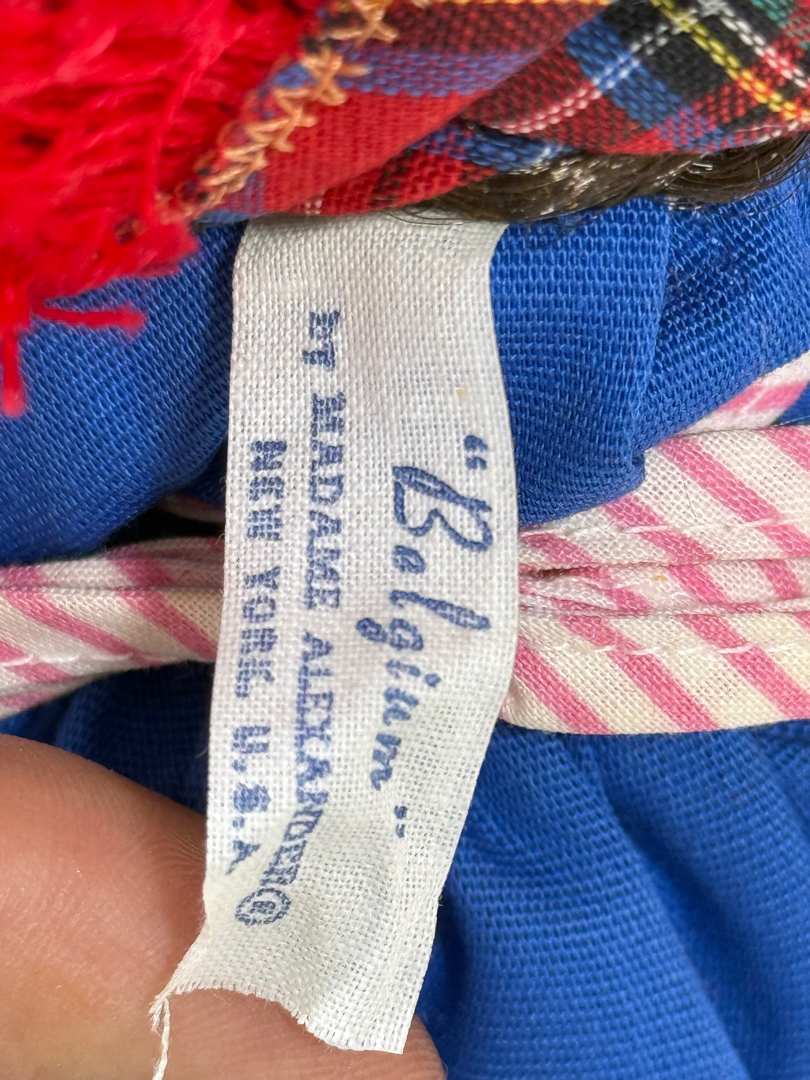 "Belgium"
BY MADAME ALEXANDER®
NEW YORK, U.S.A